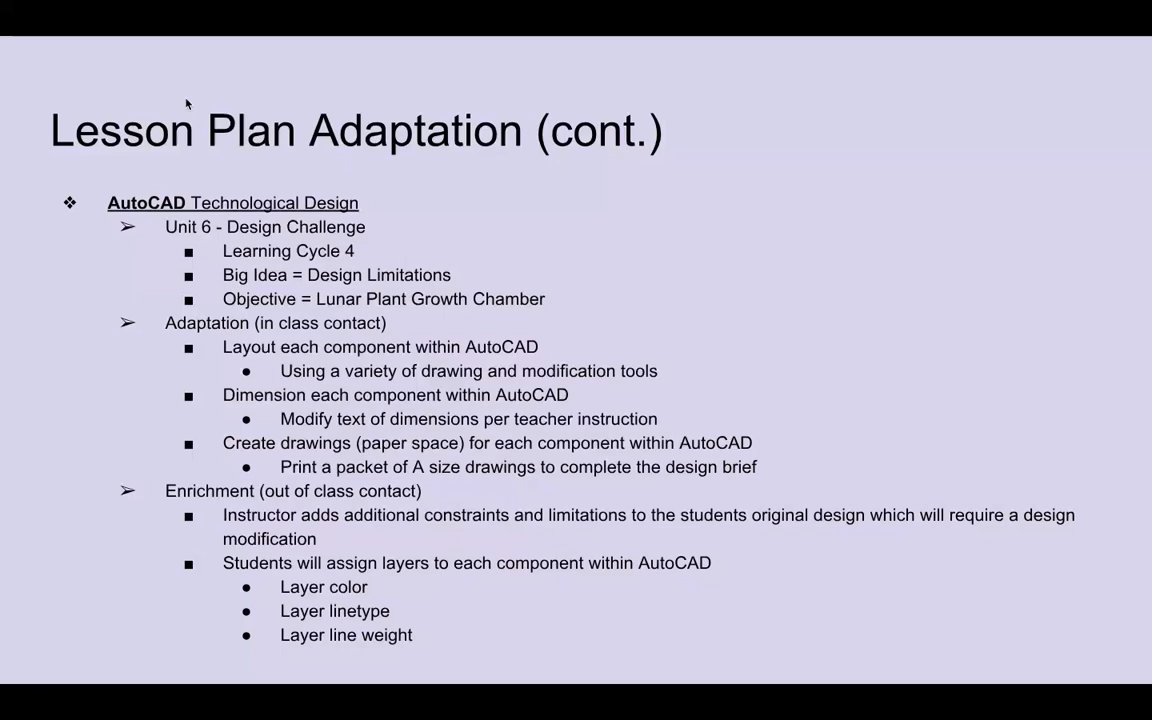 Lesson Plan Adaptation (cont.)
❖ AutoCAD Technological Design
➢ Unit 6 - Design Challenge
■ Learning Cycle 4
■ Big Idea = Design Limitations
■ Objective = Lunar Plant Growth Chamber
➢ Adaptation (in class contact)
■ Layout each component within AutoCAD
● Using a variety of drawing and modification tools
■ Dimension each component within AutoCAD
● Modify text of dimensions per teacher instruction
■ Create drawings (paper space) for each component within AutoCAD
● Print a packet of A size drawings to complete the design brief
➢ Enrichment (out of class contact)
■ Instructor adds additional constraints and limitations to the students original design which will require a design
modification
■ Students will assign layers to each component within AutoCAD
● Layer color
● Layer linetype
● Layer line weight